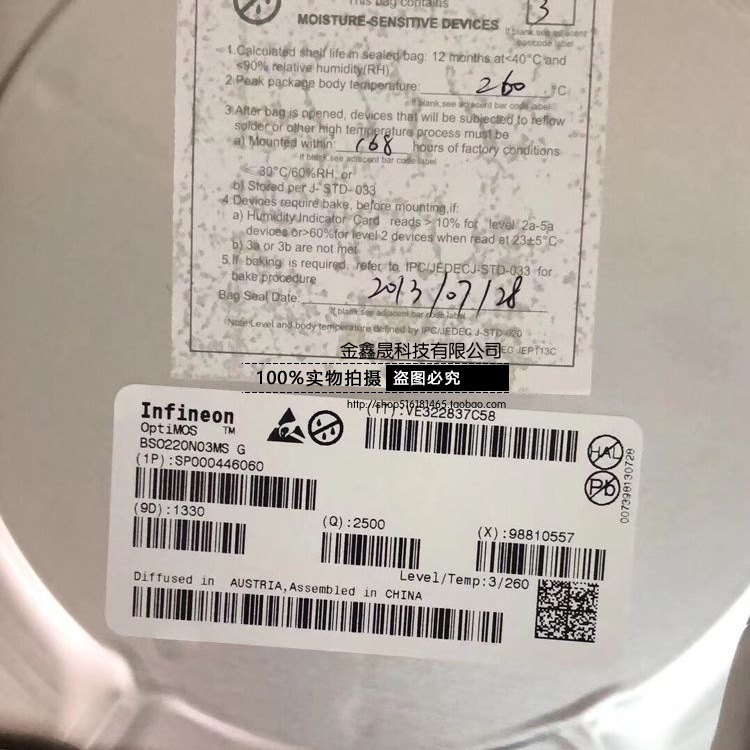 This bag contains
MOISTURE-SENSITIVE DEVICES
3
If blank, see adjacent
barcode label
1.Calculated shelf life in sealed bag: 12 months at<40°C and
<90% relative humidity(RH)
2.Peak package body temperature: 260 °C
If blank,see adjacent bar code label
3.After bag is opened, devices that will be subjected to reflow
solder or other high temperature process must be
a) Mounted within: 168 hours of factory conditions
If blank see adjacent bar code label
<30°C/60%RH, or
b) Stored per J-STD-033
4.Devices require bake, before mounting,if:
a) Humidity Indicator Card reads > 10% for level 2a-5a
devices or>60%for level 2 devices when read at 23±5°C
b) 3a or 3b are not met
5.If baking is required, refer to IPC/JEDECJ-STD-033 for
bake procedure
Bag Seal Date: 2013/07/28
If blank,see adjacent bar code label
Note:Level and body temperature defined by IPC/JEDEC J-STD-020
JEPT13C
金鑫晟科技有限公司
100%实物拍摄 盗图必究
http://shop516181465.taobao.com
Infineon
OptiMOS TM
BSO220N03MS G
(1P):SP000446060
(1T):VE322837C58
(9D):1330
(Q):2500
(X):98810557
Level/Temp:3/260
Diffused in AUSTRIA,Assembled in CHINA
HAL
Pb
007398130728